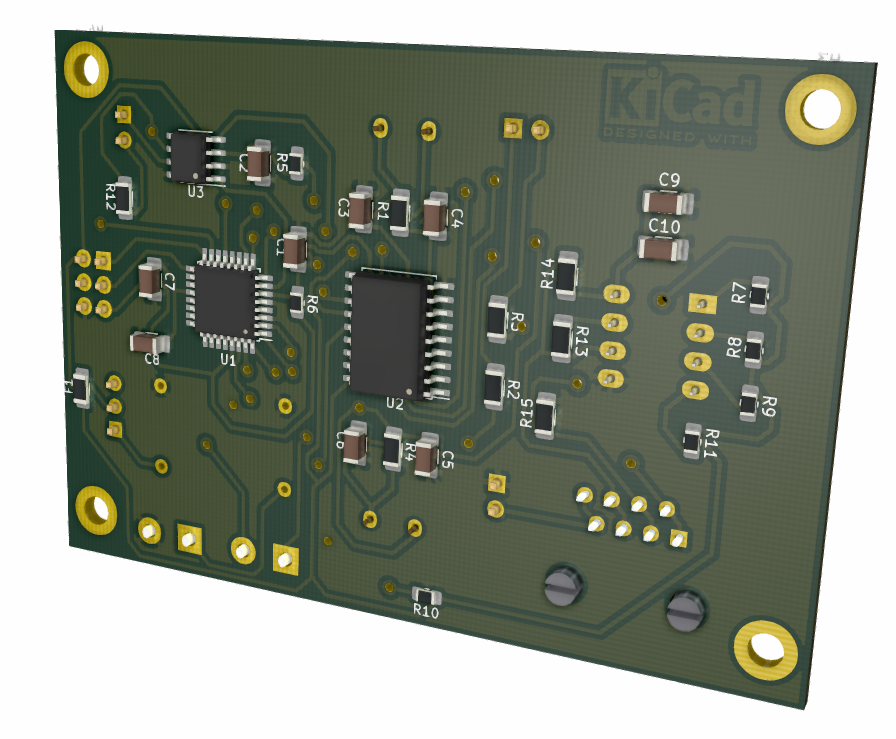 KiCad
DESIGNED WITH
U3
C2
R5
R12
C3
R1
C4
C9
C10
C1
C7
R6
R14
R7
U1
C8
R3
R13
R8
U2
R2
R15
R9
R11
C6
R4
C5
R10